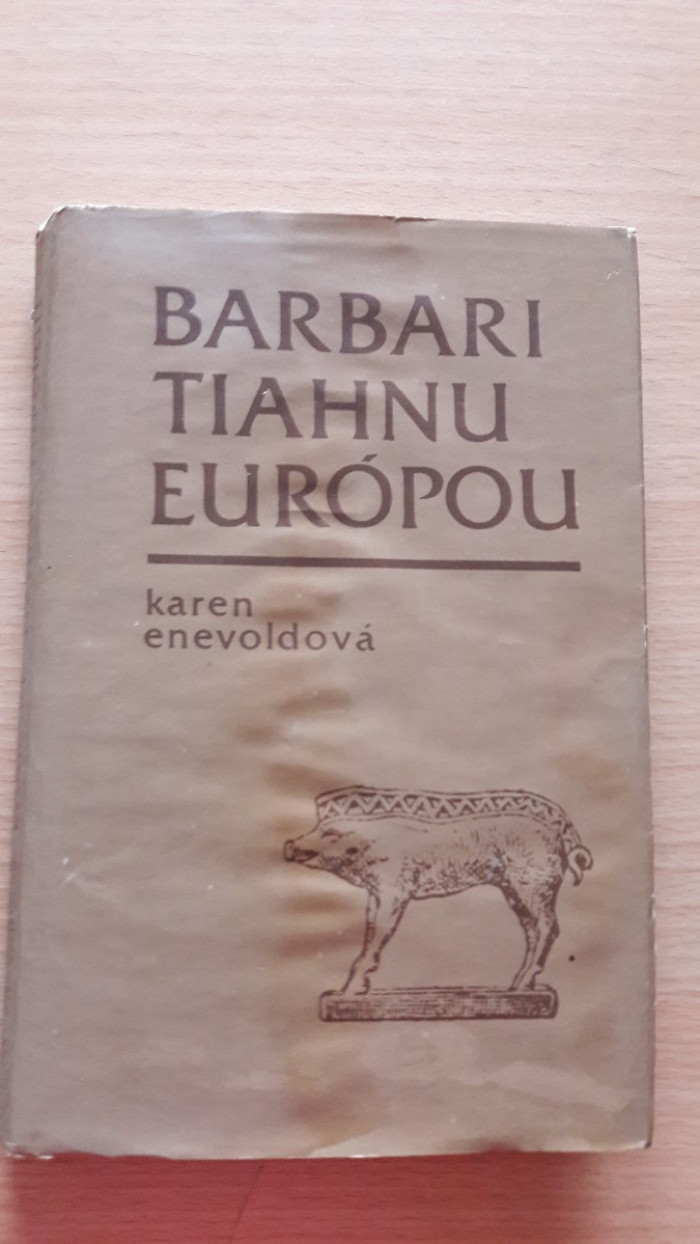 BARBARI
TIAHNU
EURÓPOU
karen
enevoldová